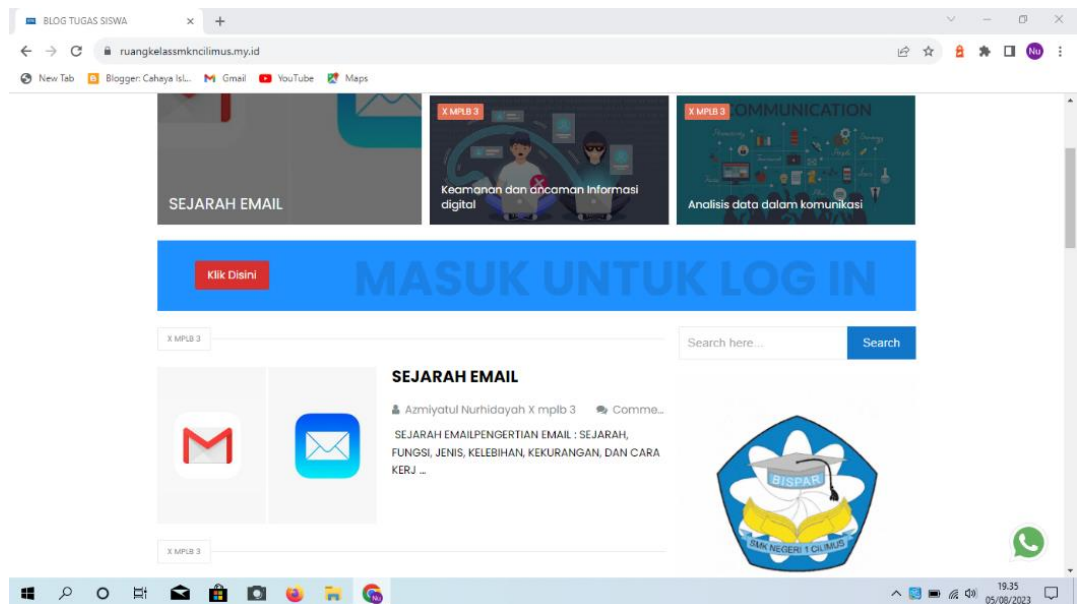 BLOG TUGAS SISWA
ruangkelassmkncilimus.my.id
Nu
New Tab
Blogger: Cahaya Isl...
Gmail
YouTube
Maps
X MPLB 3
X MPLB 3
COMMUNICATION
SEJARAH EMAIL
Keamanan dan ancaman Informasi
digital
Analisis data dalam komunikasi
Klik Disini
MASUK UNTUK LOG IN
X MPLB 3
Search here...
Search
SEJARAH EMAIL
Azmiyatul Nurhidayah X mplb 3
Comme...
SEJARAH EMAILPENGERTIAN EMAIL : SEJARAH,
FUNGSI, JENIS, KELEBIHAN, KEKURANGAN, DAN CARA
KERJ ...
BISPAR
SMK NEGERI 1 CILIMUS
X MPLB 3
19.35
05/08/2023